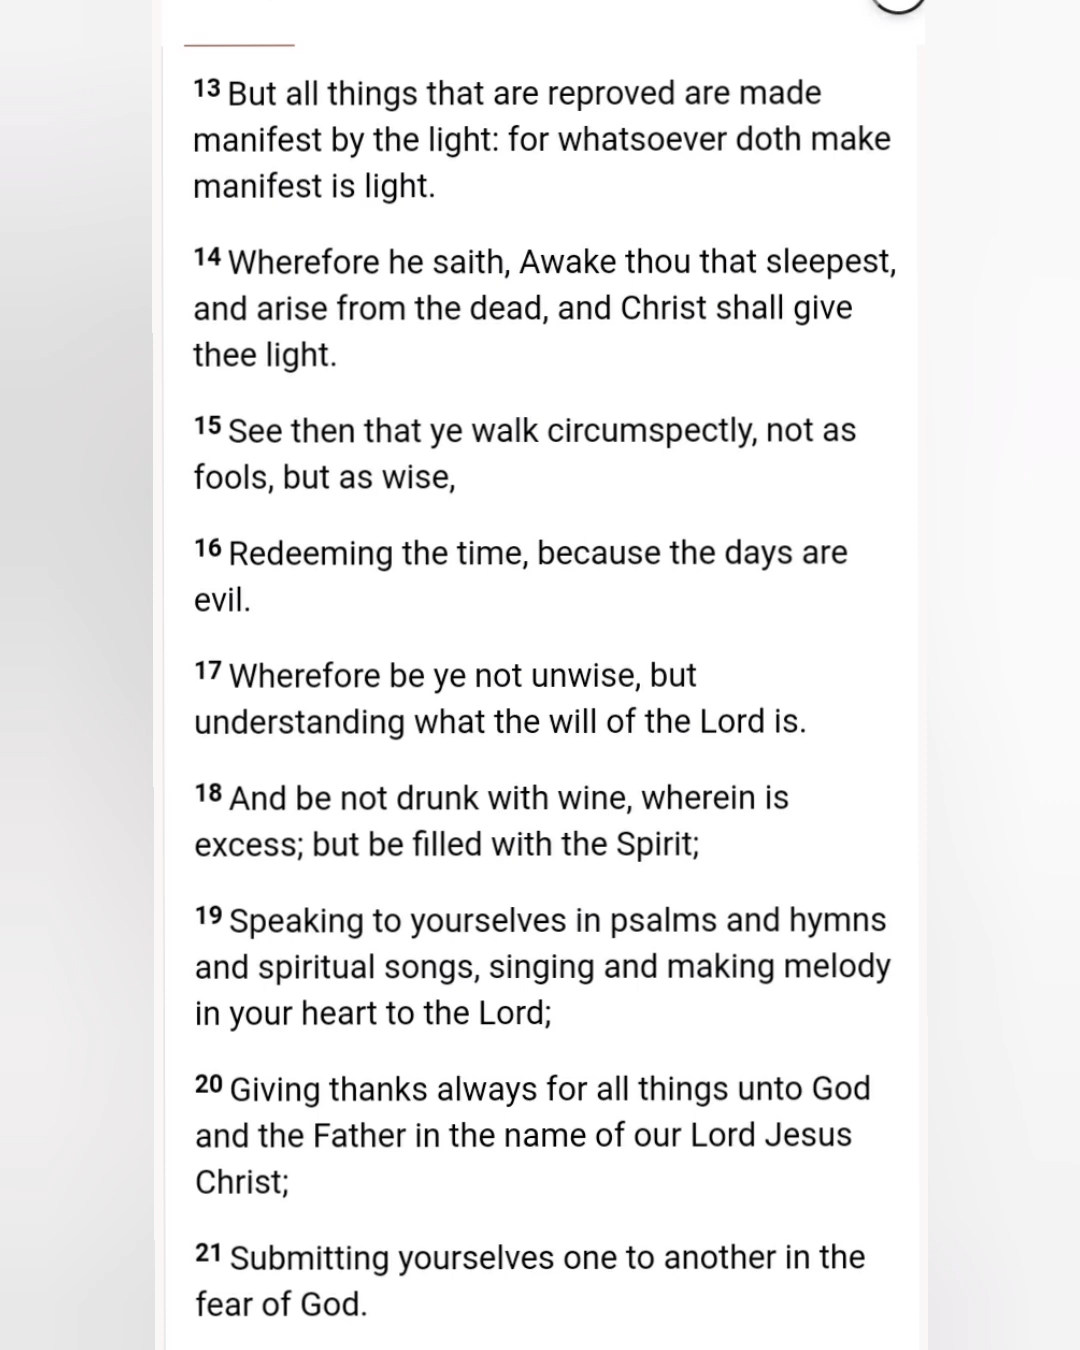 13 But all things that are reproved are made
manifest by the light: for whatsoever doth make
manifest is light.
14 Wherefore he saith, Awake thou that sleepest,
and arise from the dead, and Christ shall give
thee light.
15 See then that ye walk circumspectly, not as
fools, but as wise,
16 Redeeming the time, because the days are
evil.
17 Wherefore be ye not unwise, but
understanding what the will of the Lord is.
18 And be not drunk with wine, wherein is
excess; but be filled with the Spirit;
19 Speaking to yourselves in psalms and hymns
and spiritual songs, singing and making melody
in your heart to the Lord;
20 Giving thanks always for all things unto God
and the Father in the name of our Lord Jesus
Christ;
21 Submitting yourselves one to another in the
fear of God.